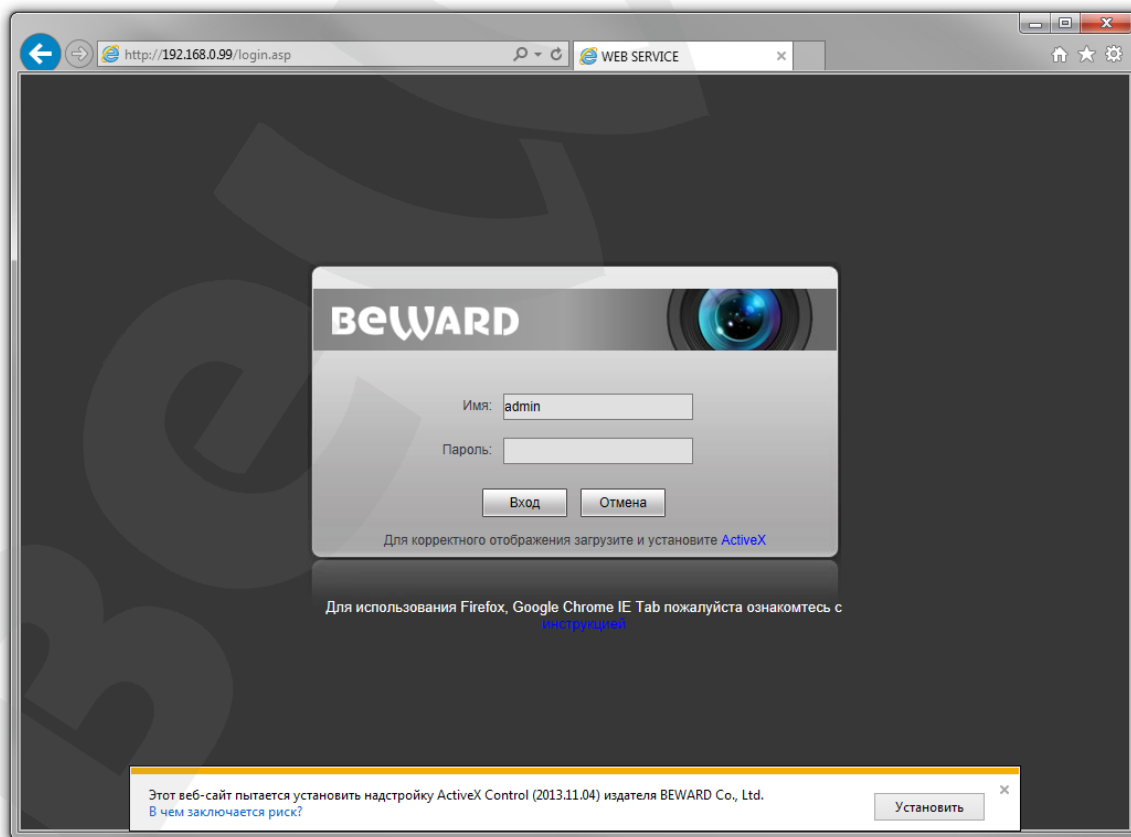 http://192.168.0.99/login.asp
WEB SERVICE
BEWARD
Имя: admin
Пароль:
Вход Отмена
Для корректного отображения загрузите и установите ActiveX
Для использования Firefox, Google Chrome IE Tab пожалуйста ознакомтесь с
инструкцией
Этот веб-сайт пытается установить надстройку ActiveX Control (2013.11.04) издателя BEWARD Co., Ltd.
В чем заключается риск?
Установить